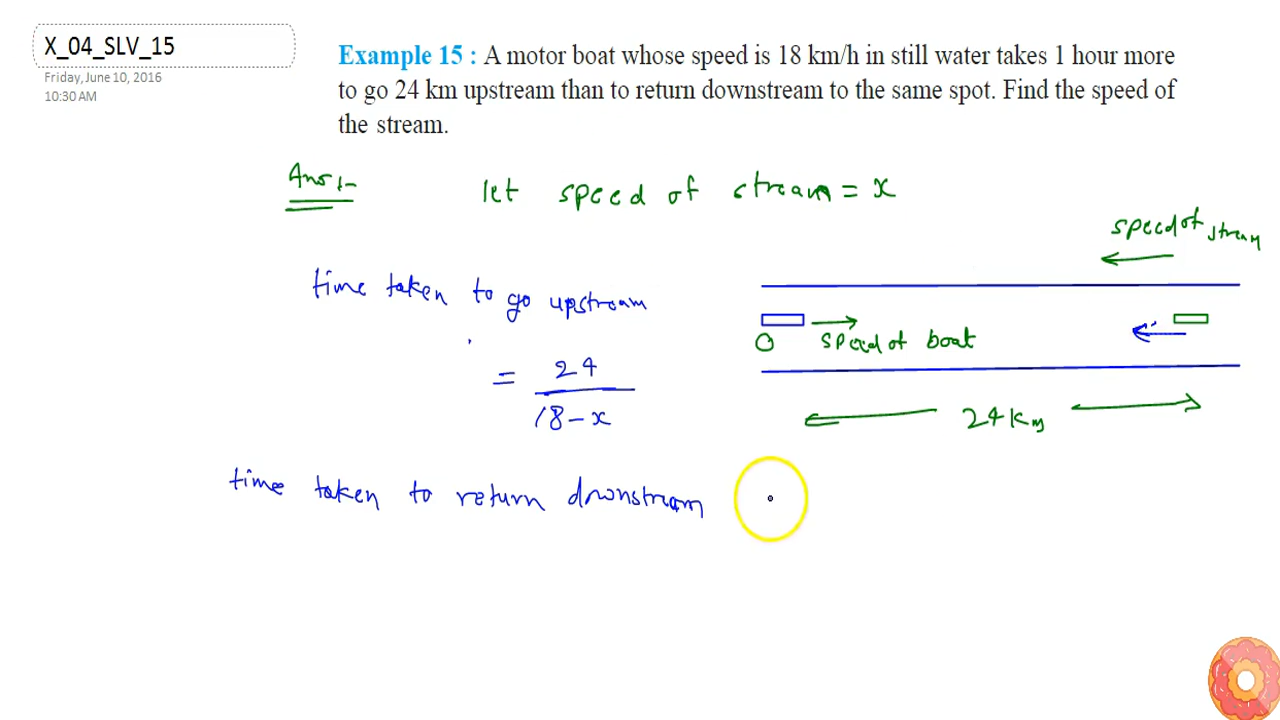 X_04_SLV_15
Friday, June 10, 2016
10:30 AM
Example 15 : A motor boat whose speed is 18 km/h in still water takes 1 hour more
to go 24 km upstream than to return downstream to the same spot. Find the speed of
the stream.
Ans :-
let speed of stream = x
speed of stream
time taken to go upstream
speed of boat
= 24
18 - x
24 Km
time taken to return downstream